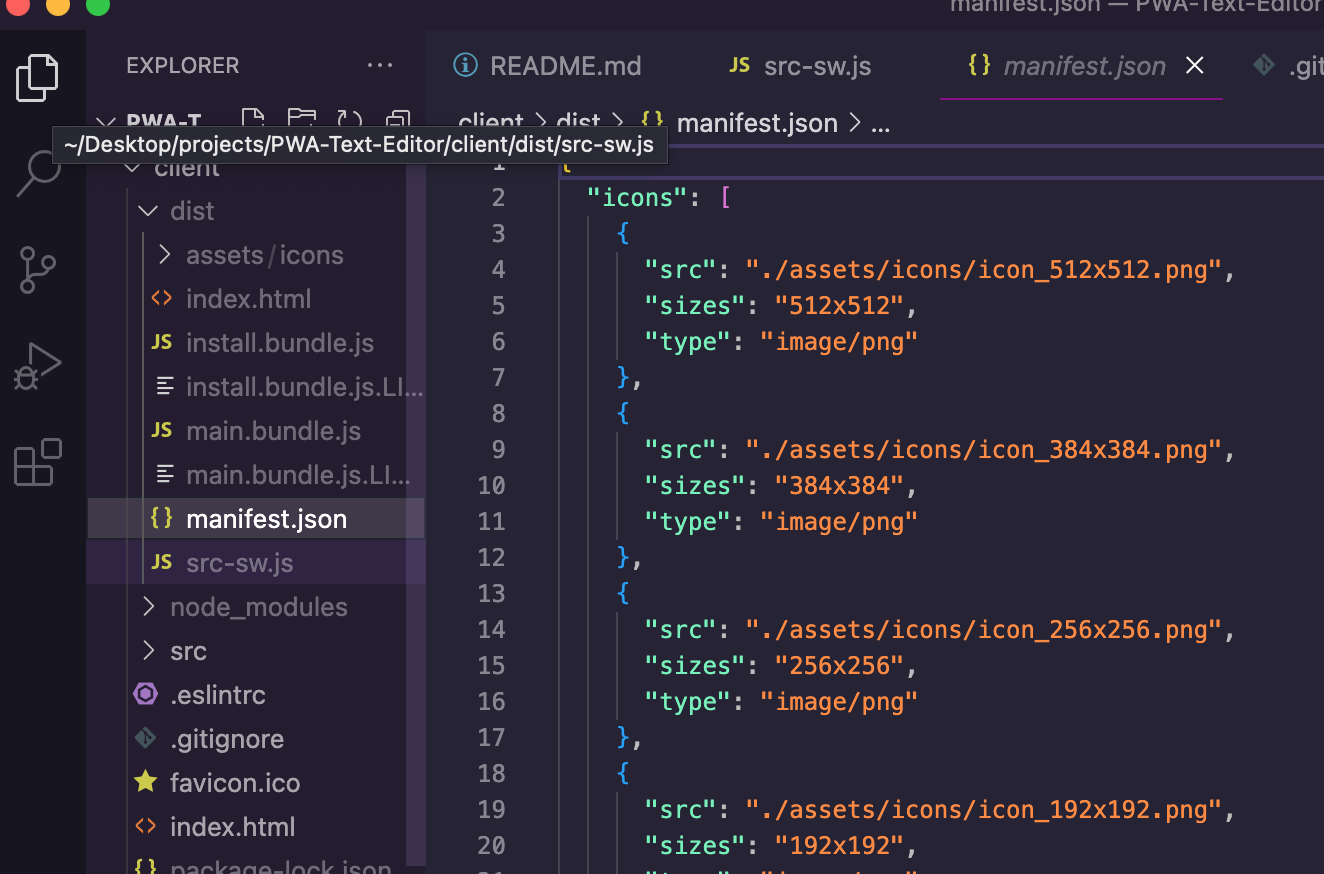 manifest.json — PWA-Text-Editor
EXPLORER
···
README.md
JS src-sw.js
{} manifest.json
.git
PWA-T
client > dist > {} manifest.json > ...
~/Desktop/projects/PWA-Text-Editor/client/dist/src-sw.js
client
dist
assets/icons
index.html
JS install.bundle.js
install.bundle.js.LI...
JS main.bundle.js
main.bundle.js.LI...
{} manifest.json
JS src-sw.js
node_modules
src
.eslintrc
.gitignore
favicon.ico
index.html
{} package-lock.json
1 {
2 "icons": [
3 {
4 "src": "./assets/icons/icon_512x512.png",
5 "sizes": "512x512",
6 "type": "image/png"
7 },
8 {
9 "src": "./assets/icons/icon_384x384.png",
10 "sizes": "384x384",
11 "type": "image/png"
12 },
13 {
14 "src": "./assets/icons/icon_256x256.png",
15 "sizes": "256x256",
16 "type": "image/png"
17 },
18 {
19 "src": "./assets/icons/icon_192x192.png",
20 "sizes": "192x192",